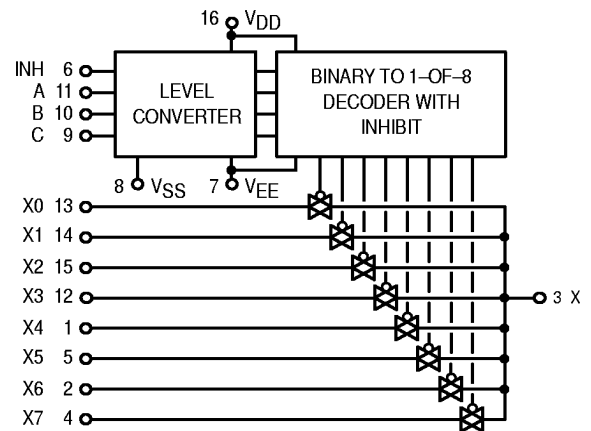 16 VDD
INH 6
A 11
B 10
C 9
LEVEL
CONVERTER
BINARY TO 1–OF–8
DECODER WITH
INHIBIT
8 VSS
7 VEE
X0 13
X1 14
X2 15
X3 12
3 X
X4 1
X5 5
X6 2
X7 4